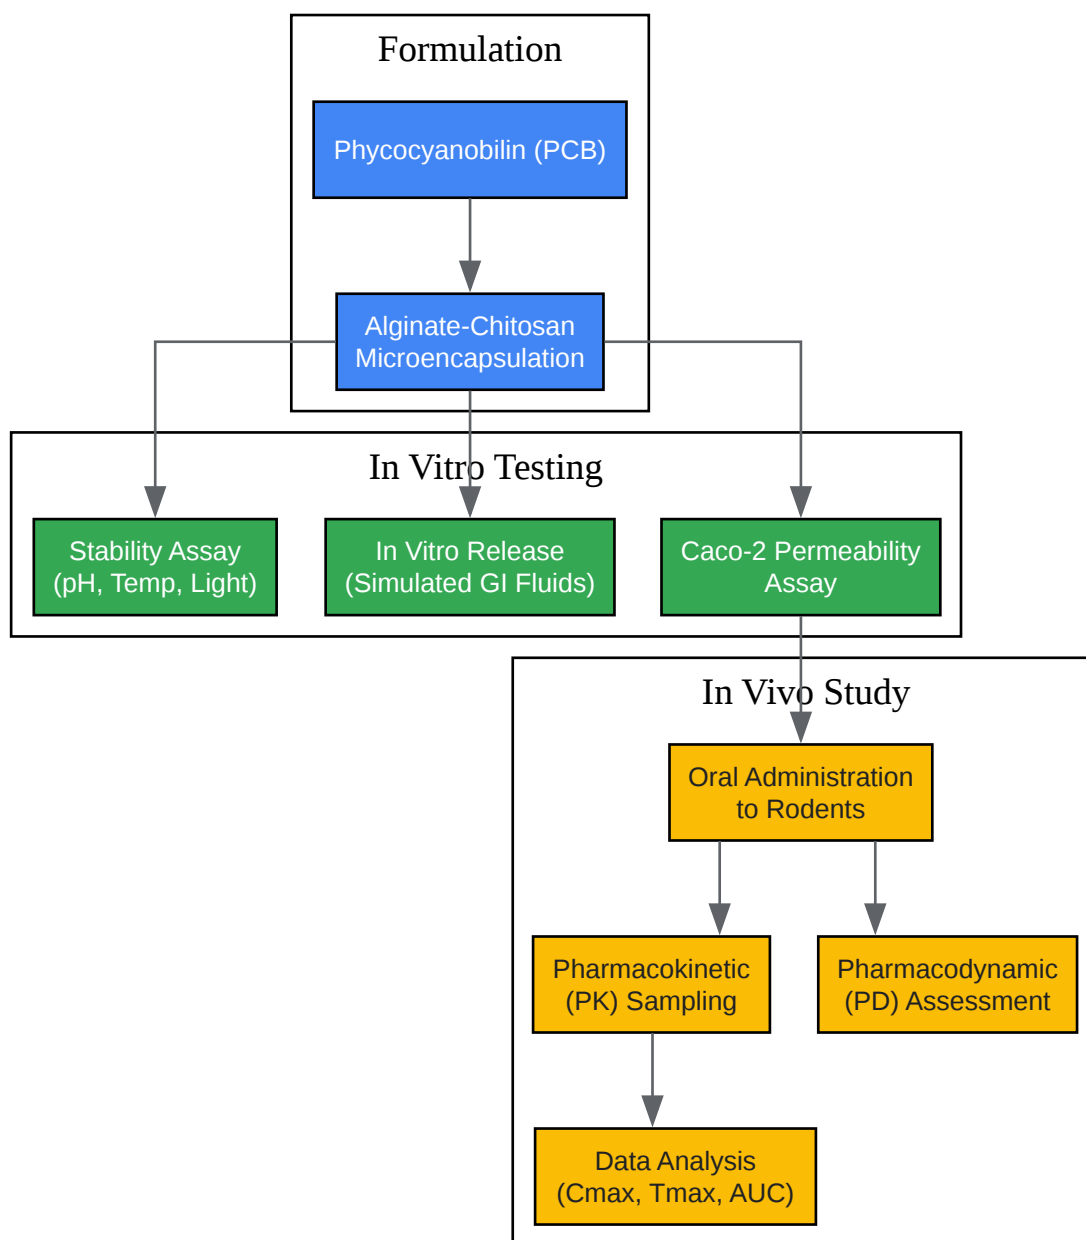 Formulation
Phycocyanobilin (PCB)
Alginate-Chitosan
Microencapsulation
In Vitro Testing
Stability Assay
(pH, Temp, Light)
In Vitro Release
(Simulated GI Fluids)
Caco-2 Permeability
Assay
In Vivo Study
Oral Administration
to Rodents
Pharmacokinetic
(PK) Sampling
Pharmacodynamic
(PD) Assessment
Data Analysis
(Cmax, Tmax, AUC)